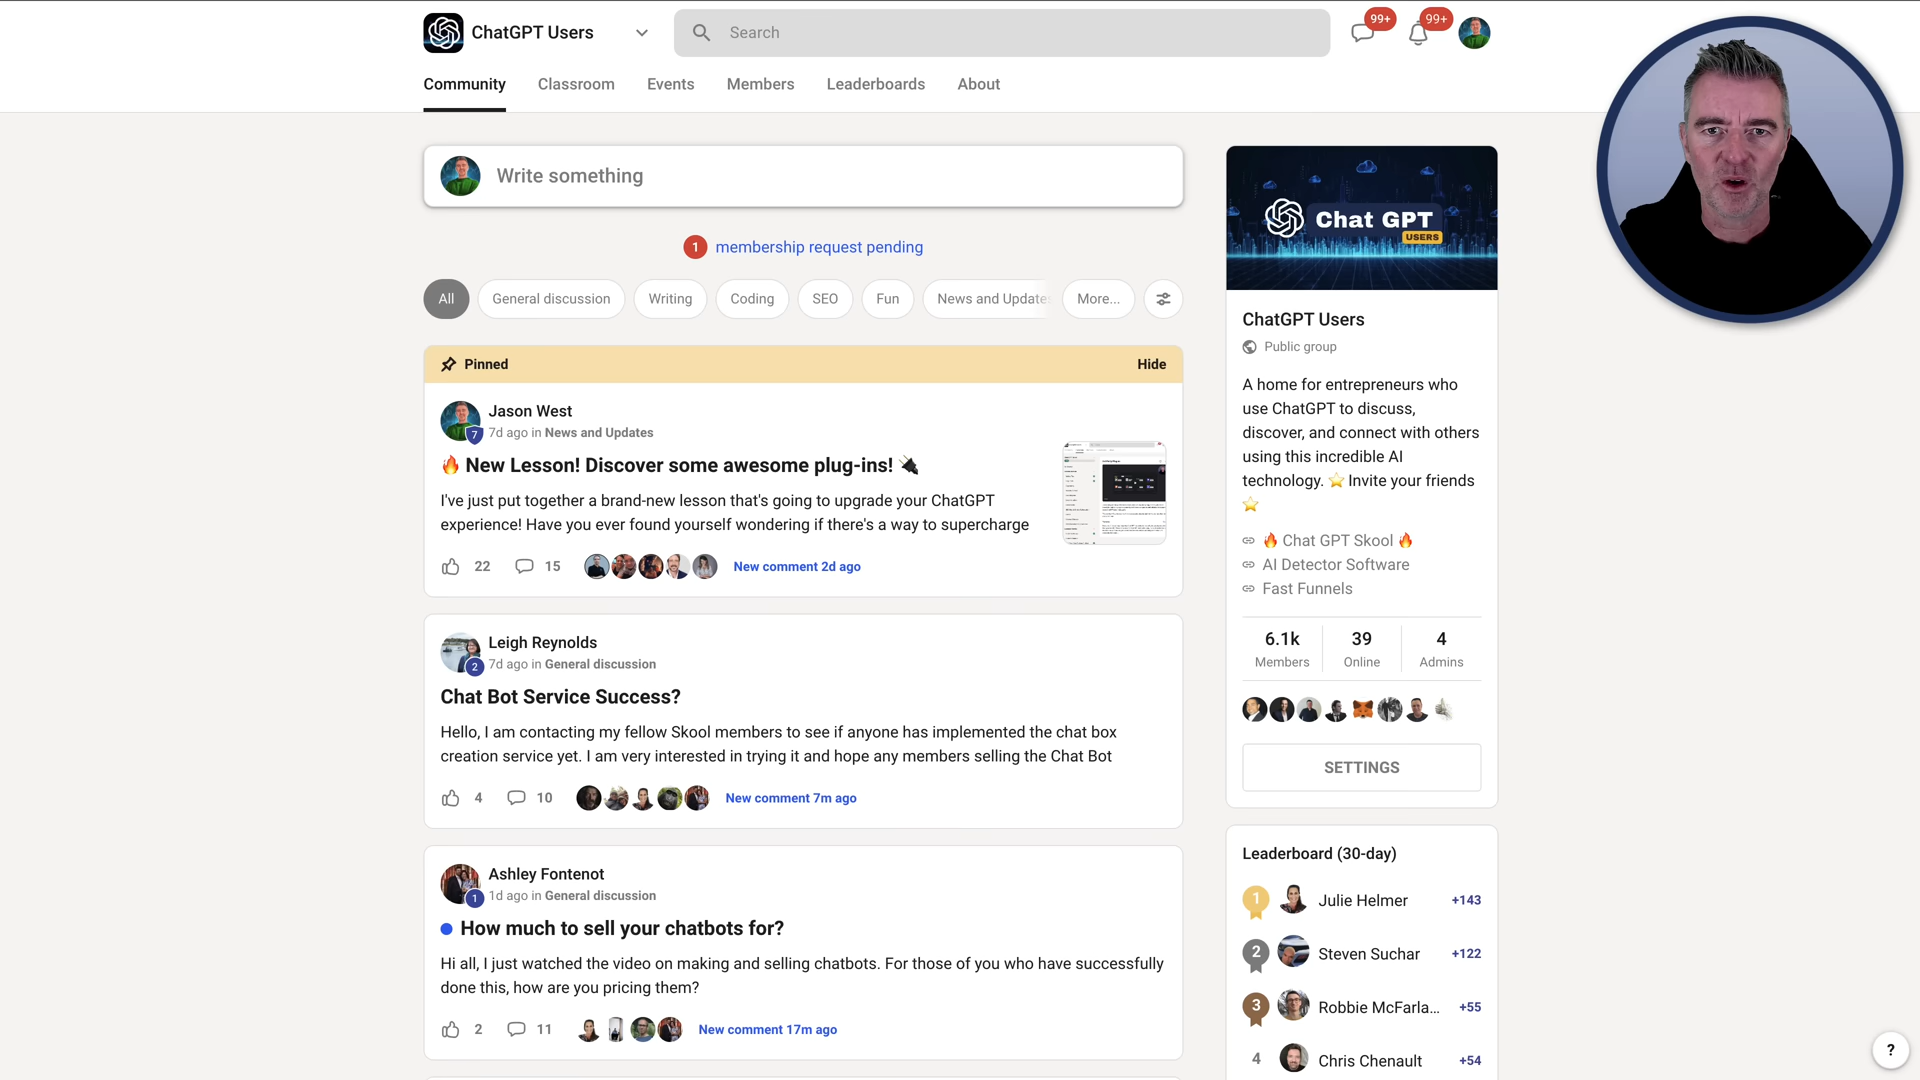 ChatGPT Users
Search
99+
99+
Community
Classroom
Events
Members
Leaderboards
About
Write something
1 membership request pending
All
General discussion
Writing
Coding
SEO
Fun
News and Update
More...
Pinned
Hide
Jason West
7
7d ago in News and Updates
🔥 New Lesson! Discover some awesome plug-ins! 🔌
I've just put together a brand-new lesson that's going to upgrade your ChatGPT
experience! Have you ever found yourself wondering if there's a way to supercharge
22
15
New comment 2d ago
Leigh Reynolds
2
7d ago in General discussion
Chat Bot Service Success?
Hello, I am contacting my fellow Skool members to see if anyone has implemented the chat box
creation service yet. I am very interested in trying it and hope any members selling the Chat Bot
4
10
New comment 7m ago
Ashley Fontenot
1
1d ago in General discussion
How much to sell your chatbots for?
Hi all, I just watched the video on making and selling chatbots. For those of you who have successfully
done this, how are you pricing them?
2
11
New comment 17m ago
Chat GPT
USERS
ChatGPT Users
Public group
A home for entrepreneurs who
use ChatGPT to discuss,
discover, and connect with others
using this incredible AI
technology. ⭐ Invite your friends
⭐
🔥 Chat GPT Skool 🔥
AI Detector Software
Fast Funnels
6.1k
Members
39
Online
4
Admins
SETTINGS
Leaderboard (30-day)
1 Julie Helmer +143
2 Steven Suchar +122
3 Robbie McFarla... +55
4 Chris Chenault +54
?